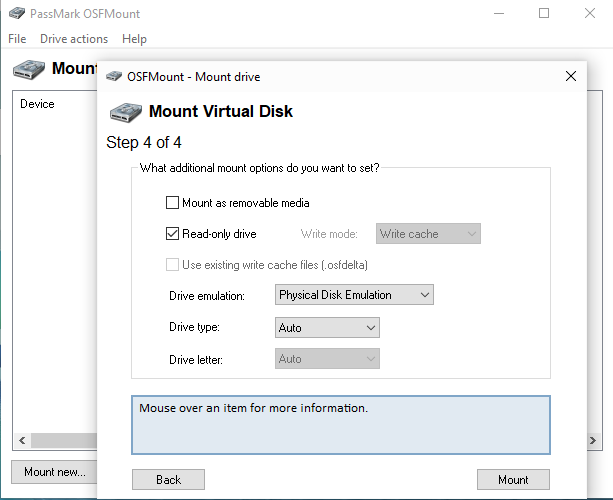 PassMark OSFMount
File Drive actions Help
Moun
Device
Mount new...
OSFMount - Mount drive
Mount Virtual Disk
Step 4 of 4
What additional mount options do you want to set?
Mount as removable media
Read-only drive Write mode: Write cache
Use existing write cache files (.osfdelta)
Drive emulation: Physical Disk Emulation
Drive type: Auto
Drive letter: Auto
Mouse over an item for more information.
Back Mount